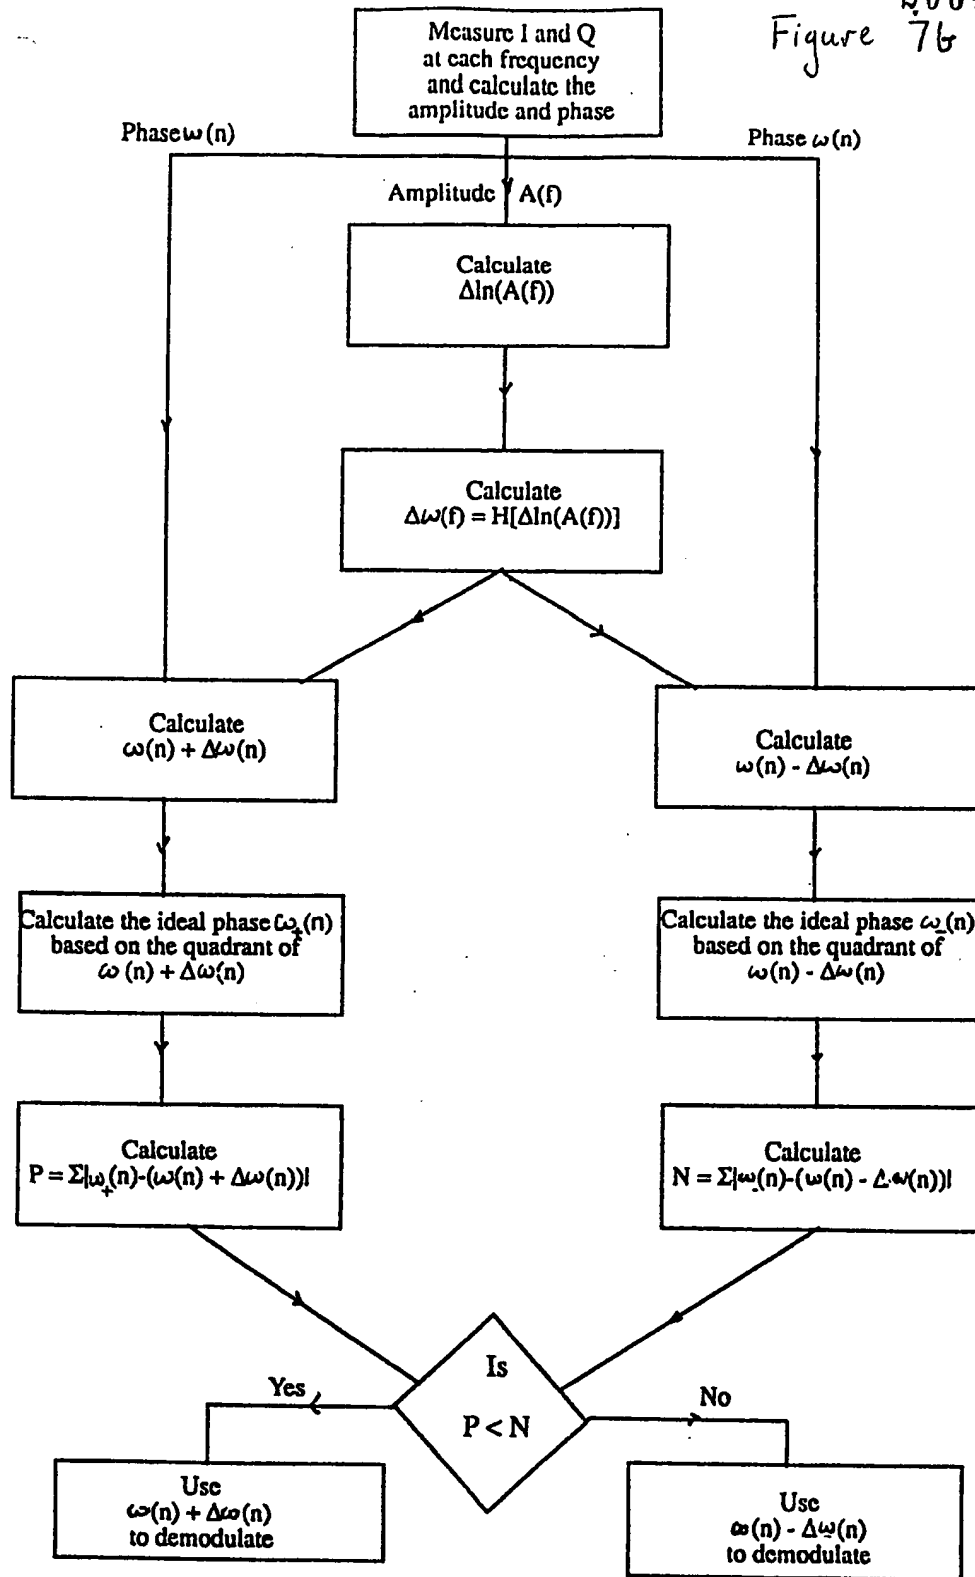 Figure 7b
Measure I and Q
at each frequency
and calculate the
amplitude and phase
Phase ω(n)
Phase ω(n)
Amplitude A(f)
Calculate
Δln(A(f))
Calculate
Δω(f) = H[Δln(A(f))]
Calculate
ω(n) + Δω(n)
Calculate
ω(n) - Δω(n)
Calculate the ideal phase ω₊(n)
based on the quadrant of
ω(n) + Δω(n)
Calculate the ideal phase ω₋(n)
based on the quadrant of
ω(n) - Δω(n)
Calculate
P = Σ|ω₊(n)-(ω(n) + Δω(n))|
Calculate
N = Σ|ω₋(n)-(ω(n) - Δω(n))|
Is
P < N
Yes
No
Use
ω(n) + Δω(n)
to demodulate
Use
ω(n) - Δω(n)
to demodulate